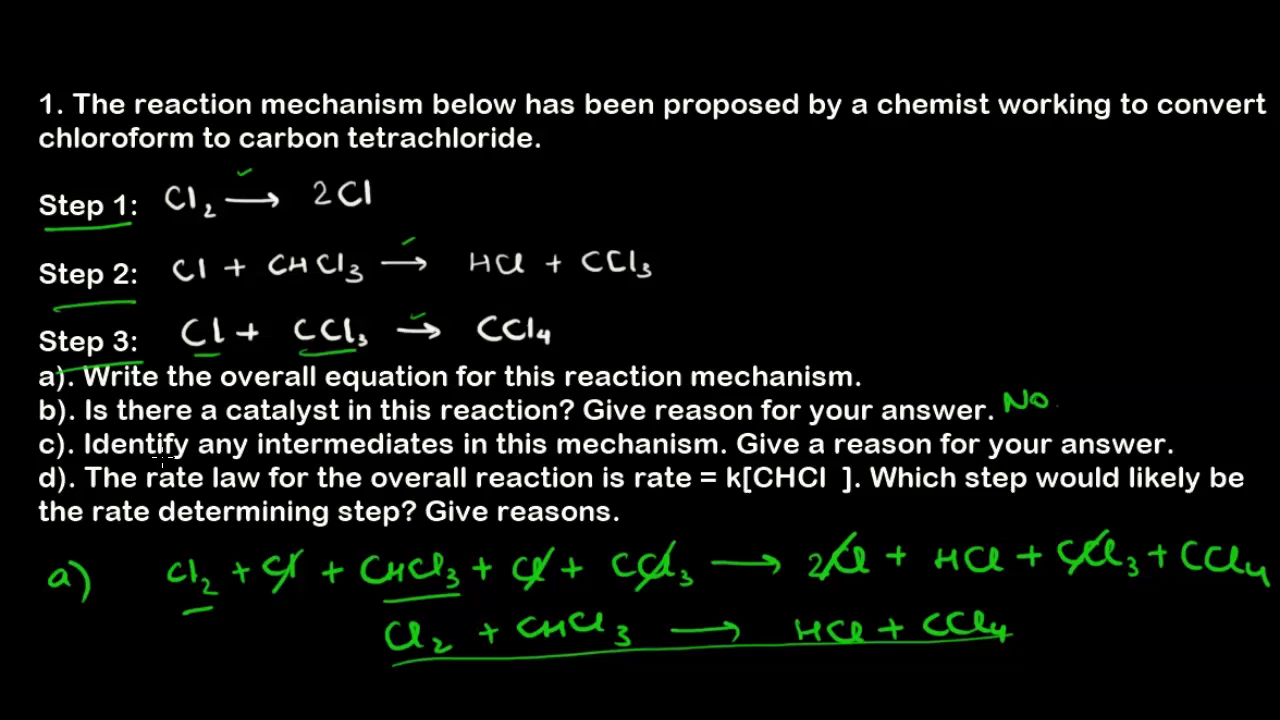 1. The reaction mechanism below has been proposed by a chemist working to convert
chloroform to carbon tetrachloride.
Step 1: Cl₂ ⟶ 2Cl
Step 2: Cl + CHCl₃ ⟶ HCl + CCl₃
Step 3: Cl + CCl₃ ⟶ CCl₄
a). Write the overall equation for this reaction mechanism.
b). Is there a catalyst in this reaction? Give reason for your answer. NO
c). Identify any intermediates in this mechanism. Give a reason for your answer.
d). The rate law for the overall reaction is rate = k[CHCl ]. Which step would likely be
the rate determining step? Give reasons.
a) Cl₂ + Cl + CHCl₃ + Cl + CCl₃ ⟶ 2Cl + HCl + CCl₃ + CCl₄
Cl₂ + CHCl₃ ⟶ HCl + CCl₄